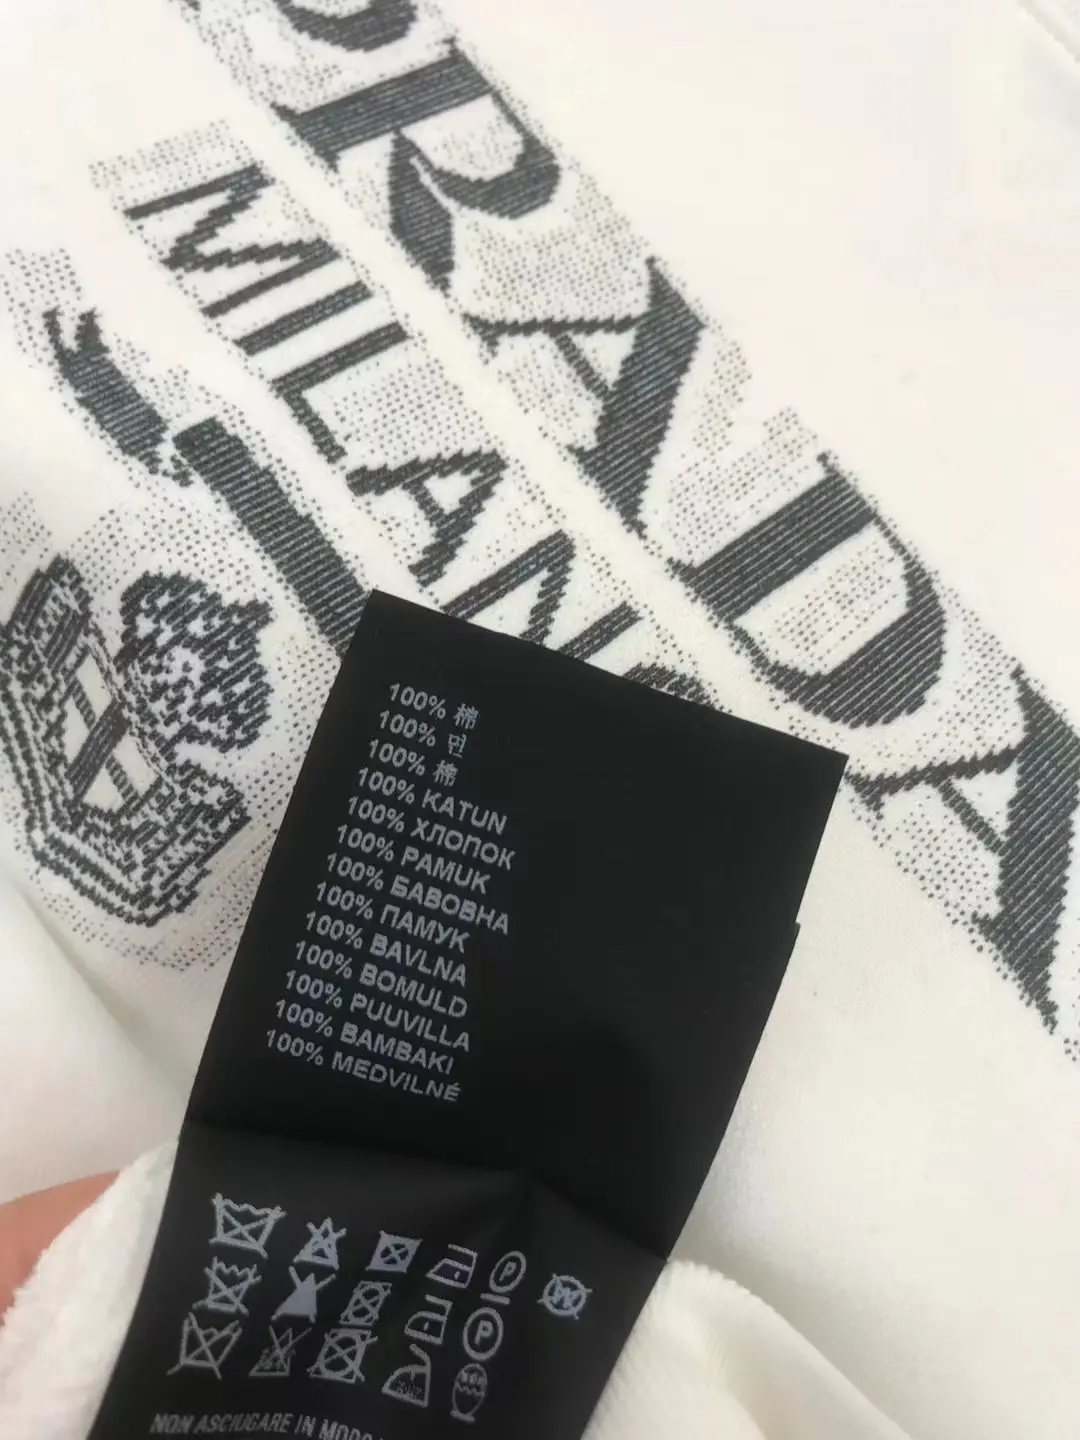 PRADA
MILANO
100% 棉
100% 면
100% 棉
100% KATUN
100% ХЛОПОК
100% PAMUK
100% БАВОВНА
100% ПАМУК
100% BAVLNA
100% BOMULD
100% PUUVILLA
100% BAMBAKI
100% MEDVILNÉ
P
W
P
NON ASCIUGARE IN MODO